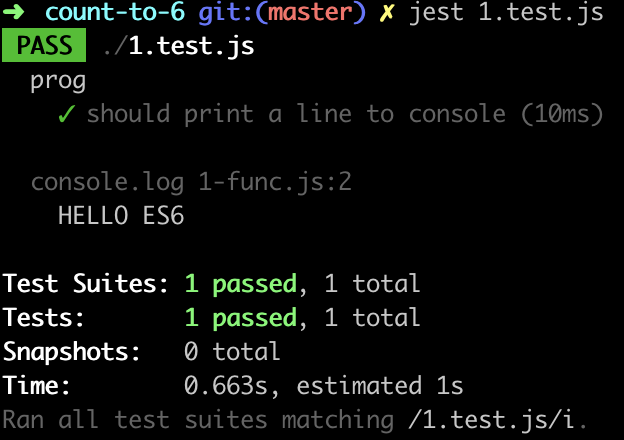 ➜ count-to-6 git:(master) ✗ jest 1.test.js
PASS ./1.test.js
prog
✓ should print a line to console (10ms)
console.log 1-func.js:2
HELLO ES6
Test Suites: 1 passed, 1 total
Tests: 1 passed, 1 total
Snapshots: 0 total
Time: 0.663s, estimated 1s
Ran all test suites matching /1.test.js/i.